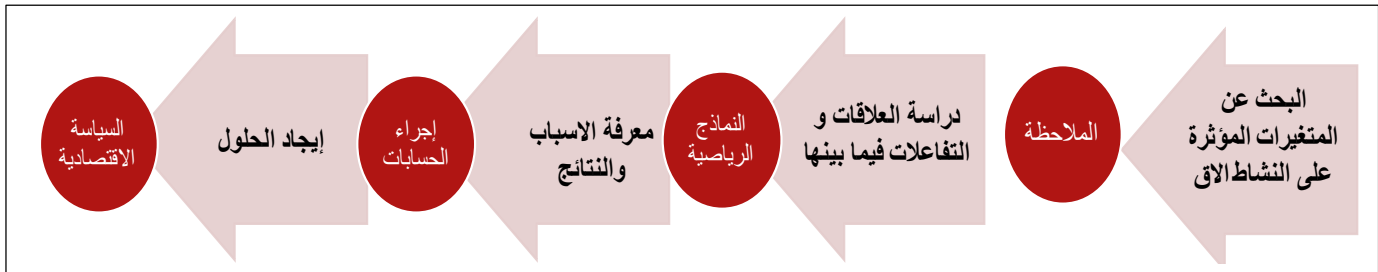 البحث عن
المتغيرات المؤثرة
على النشاط الاق
الملاحظة
دراسة العلاقات و
التفاعلات فيما بينها
النماذج
الرياصية
معرفة الاسباب
والنتائج
إجراء
الحسابات
إيجاد الحلول
السياسة
الاقتصادية